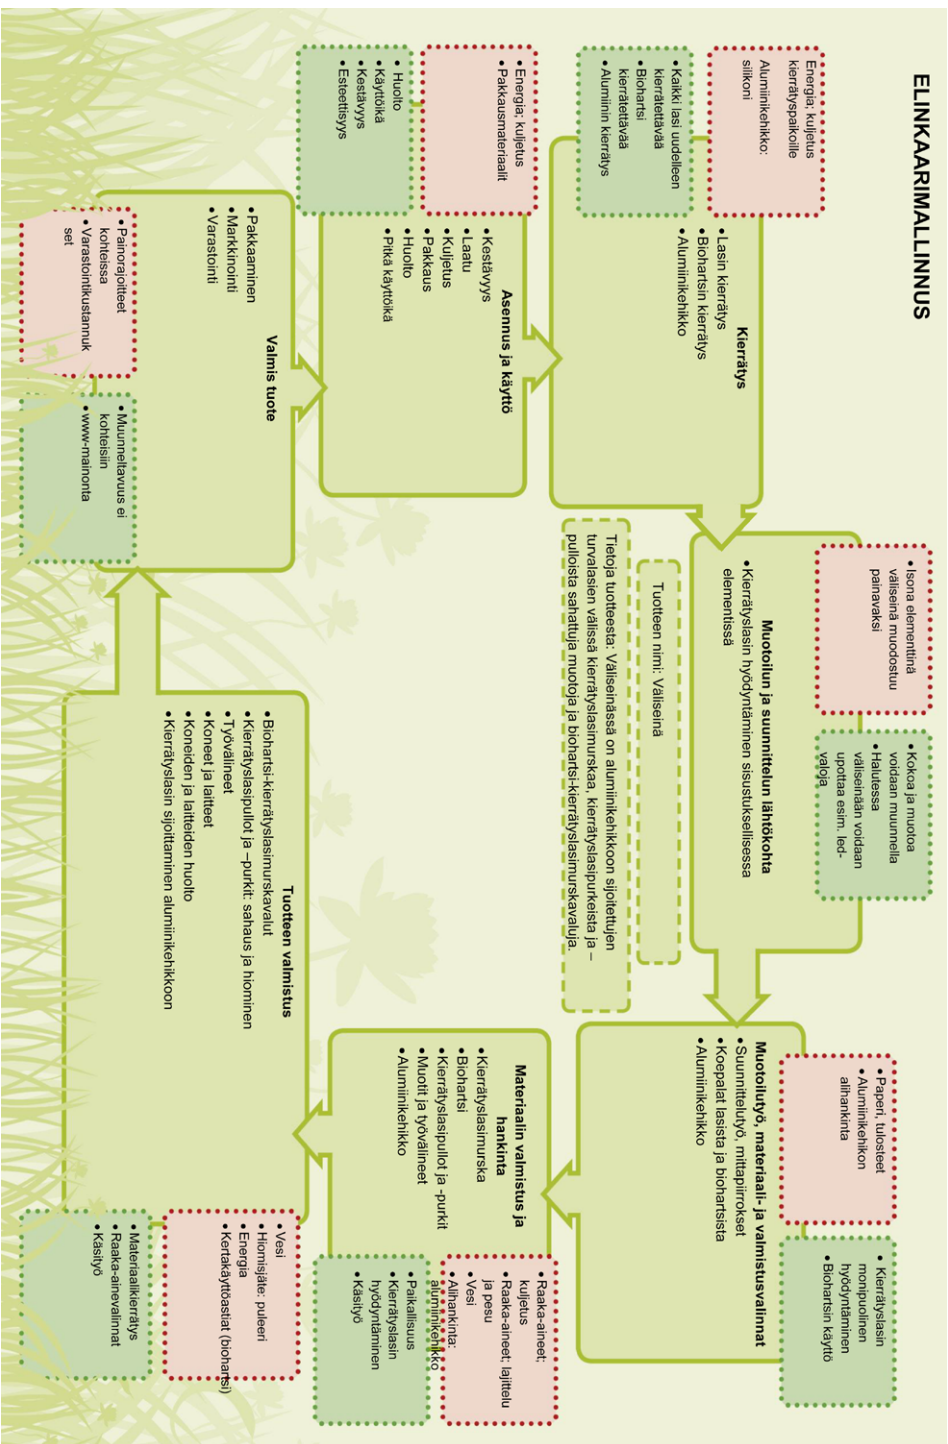 ELINKAARIMALLINNUS
Energia; kuljetus
kierrätyspaikoille
Alumiinikehikko:
silikoni
• Kaikki lasi uudelleen
kierrätettävää
• Biohartsi
kierrätettävää
• Alumiinin kierrätys
Kierrätys
• Lasin kierrätys
• Biohartsin kierrätys
• Alumiinikehikko
• Isona elementtinä
väliseinä muodostuu
painavaksi
• Kokoa ja muotoa
voidaan muunnella
• Halutessa
väliseinään voidaan
upottaa esim. led-
valoja
Muotoilun ja suunnittelun lähtökohta
• Kierrätyslasin hyödyntäminen sisustuksellisessa
elementissä
• Paperi, tulosteet
• Alumiinikehikon
alihankinta
• Kierrätyslasin
monipuolinen
hyödyntäminen
• Biohartsin käyttö
Muotoilutyö, materiaali- ja valmistusvalinnat
• Suunnittelutyö, mittapiirrokset
• Koepalat lasista ja biohartsista
• Alumiinikehikko
Tuotteen nimi: Väliseinä
Tietoja tuotteesta: Väliseinässä on alumiinikehikkoon sijoitettujen
turvalasien välissä kierrätyslasimurskaa, kierrätyslasipurkeista ja –
pulloista sahattuja muotoja ja biohartsi-kierrätyslasimurskavaluja.
• Energia; kuljetus
• Pakkausmateriaalit
• Huolto
• Käyttöikä
• Kestävyys
• Esteettisyys
Asennus ja käyttö
• Kestävyys
• Laatu
• Kuljetus
• Pakkaus
• Huolto
• Pitkä käyttöikä
Materiaalin valmistus ja
hankinta
• Kierrätyslasimurska
• Biohartsi
• Kierrätyslasipullot ja -purkit
• Muotit ja työvälineet
• Alumiinikehikko
• Raaka-aineet;
kuljetus
• Raaka-aineet; lajittelu
ja pesu
• Vesi
• Alihankinta:
alumiinikehikko
• Paikallisuus
• Kierrätyslasin
hyödyntäminen
• Käsityö
Valmis tuote
• Pakkaaminen
• Markkinointi
• Varastointi
• Painorajoitteet
kohteissa
• Varastointikustannuk
set
• Muunneltavuus ei
kohteisiin
• www-mainonta
Tuotteen valmistus
• Biohartsi-kierrätyslasimurskavalut
• Kierrätyslasipullot ja –purkit: sahaus ja hiominen
• Työvälineet
• Koneet ja laitteet
• Koneiden ja laitteiden huolto
• Kierrätyslasin sijoittaminen alumiinikehikkoon
• Vesi
• Hiomisjäte: puleeri
• Energia
• Kertakäyttöastiat (biohartsi)
• Materiaalikierrätys
• Raaka-ainevalinnat
• Käsityö